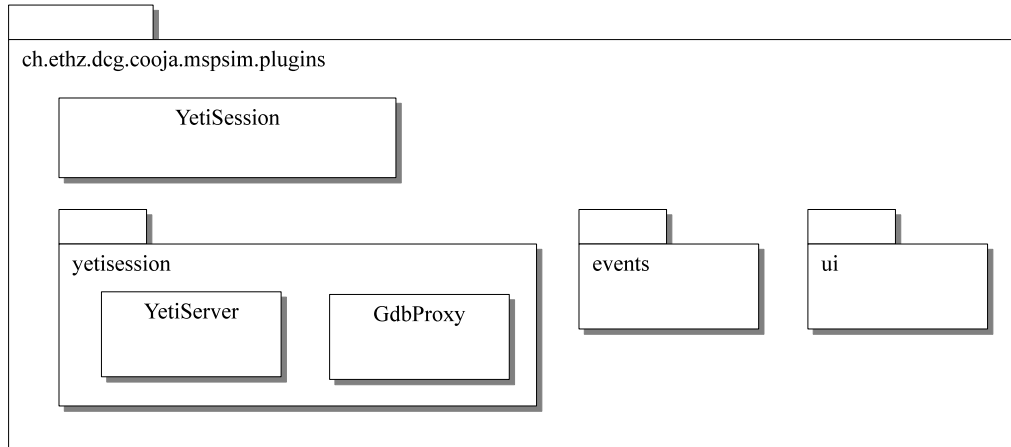 ch.ethz.dcg.cooja.mspsim.plugins
YetiSession
yetisession
YetiServer
GdbProxy
events
ui